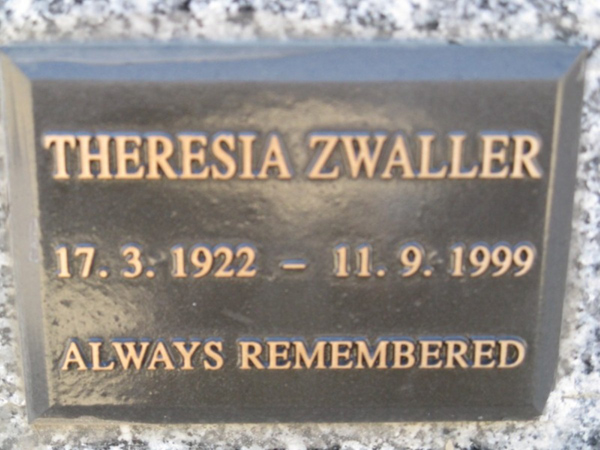 THERESIA ZWALLER
17. 3. 1922 – 11. 9. 1999
ALWAYS REMEMBERED